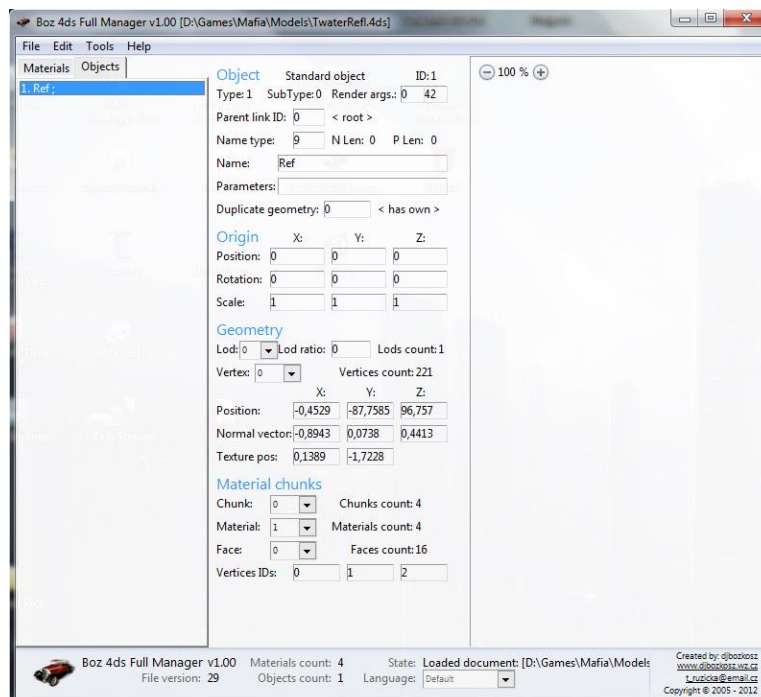 Boz 4ds Full Manager v1.00 [D:\Games\Mafia\Models\TwaterRefl.4ds]
File Edit Tools Help
Materials Objects
1. Ref ;
Object Standard object ID: 1
Type: 1 SubType: 0 Render args.: 0 42
Parent link ID: 0 < root >
Name type: 9 N Len: 0 P Len: 0
Name: Ref
Parameters:
Duplicate geometry: 0 < has own >
Origin X: Y: Z:
Position: 0 0 0
Rotation: 0 0 0
Scale: 1 1 1
Geometry
Lod: 0 Lod ratio: 0 Lods count: 1
Vertex: 0 Vertices count: 221
X: Y: Z:
Position: -0,4529 -87,7585 96,757
Normal vector: -0,8943 0,0738 0,4413
Texture pos: 0,1389 -1,7228
Material chunks
Chunk: 0 Chunks count: 4
Material: 1 Materials count: 4
Face: 0 Faces count: 16
Vertices IDs: 0 1 2
100 %
Boz 4ds Full Manager v1.00 Materials count: 4 State: Loaded document: [D:\Games\Mafia\Models
File version: 29 Objects count: 1 Language: Default
Created by: djbozkosz
www.djbozkosz.wz.cz
t_ruzicka@email.cz
Copyright © 2005 - 2012